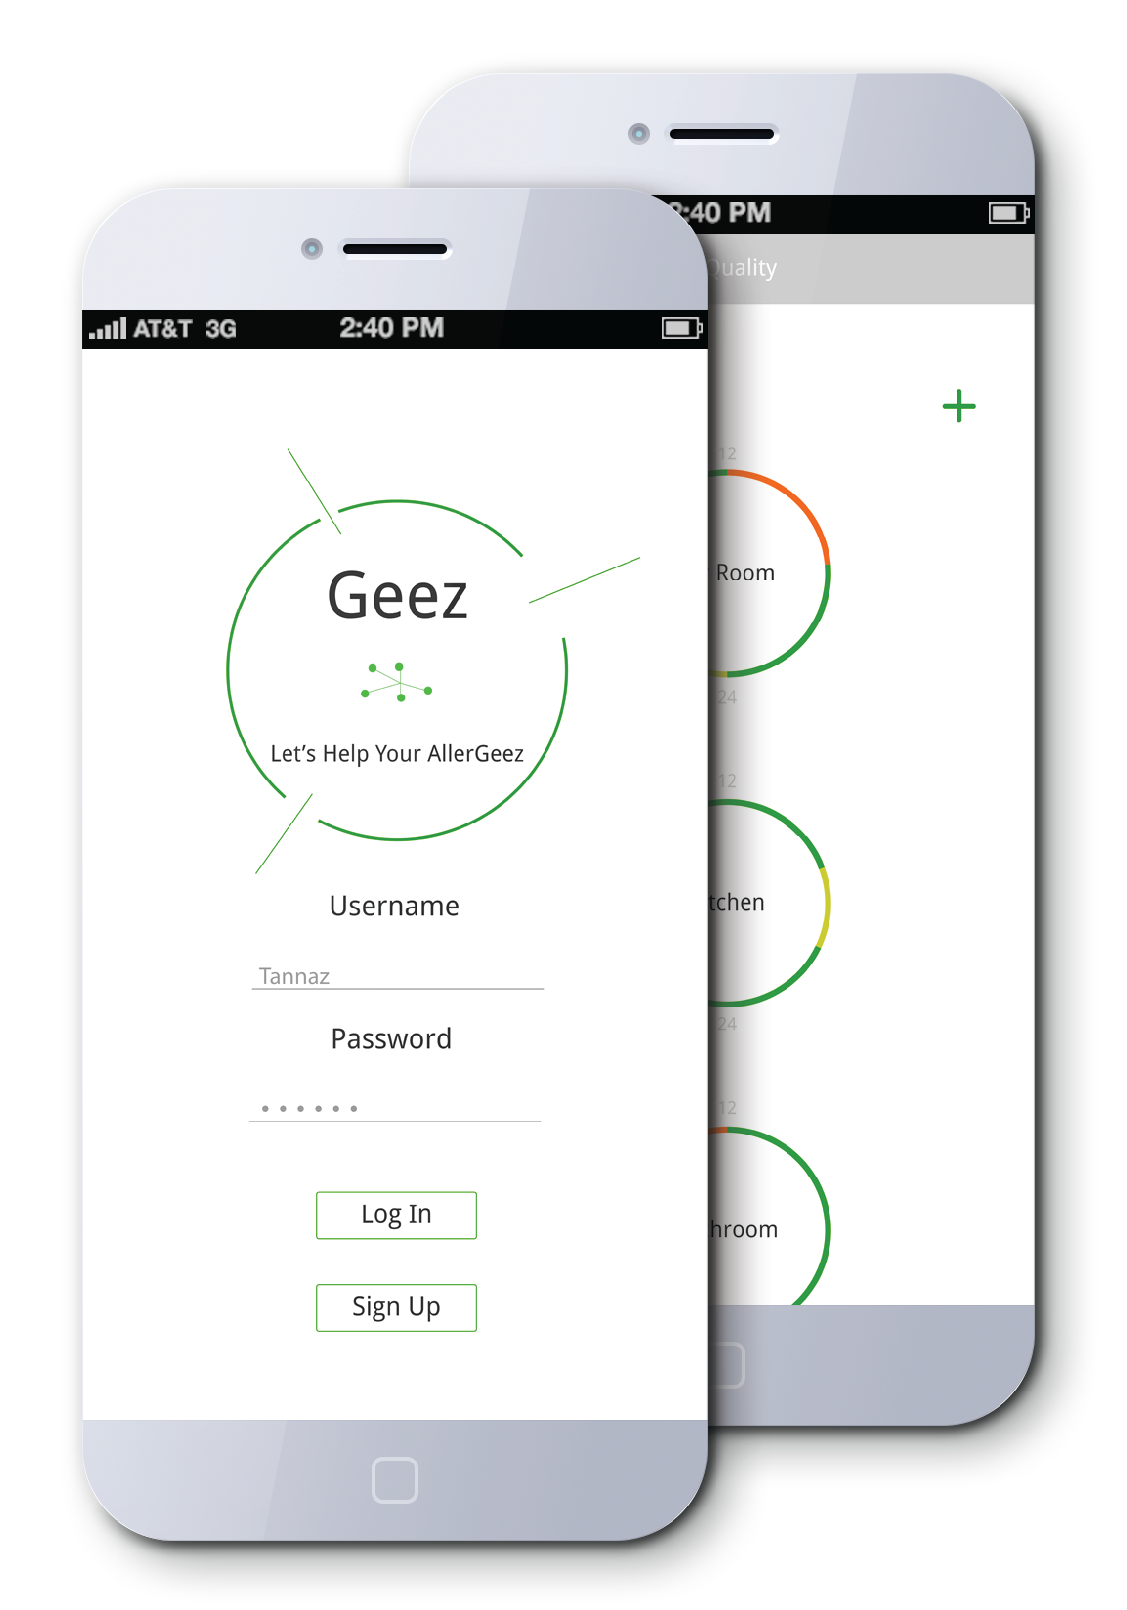 AT&T 3G 2:40 PM
Geez
Let’s Help Your AllerGeez
Username
Tannaz
Password
Log In
Sign Up
:40 PM
uality
12
Room
24
12
tchen
24
12
hroom